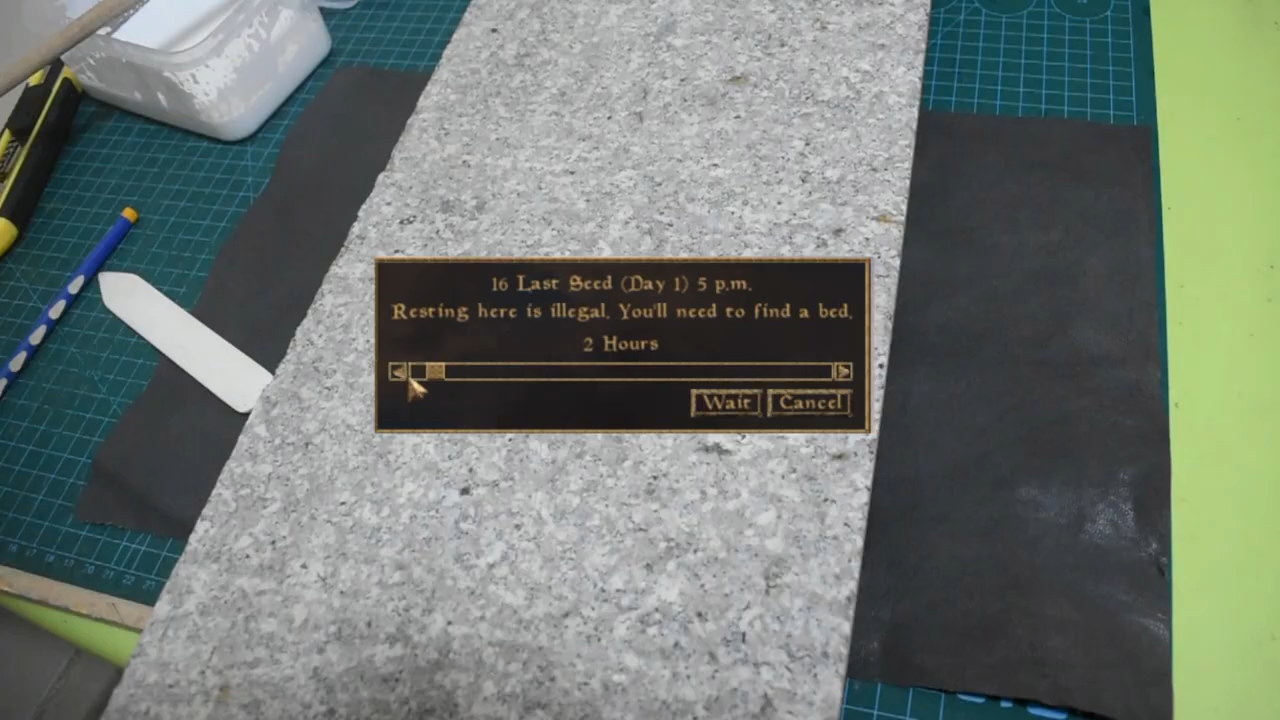 16 Last Seed (Day 1) 5 p.m.
Resting here is illegal. You'll need to find a bed.
2 Hours
Wait Cancel